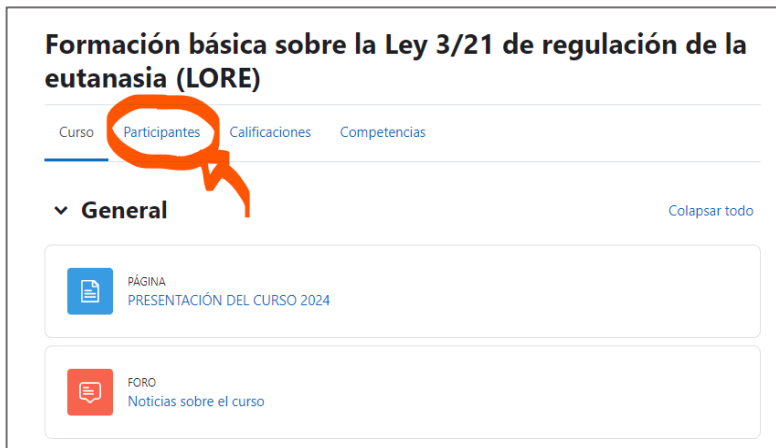 Formación básica sobre la Ley 3/21 de regulación de la
eutanasia (LORE)
Curso Participantes Calificaciones Competencias
General Colapsar todo
PÁGINA
PRESENTACIÓN DEL CURSO 2024
FORO
Noticias sobre el curso